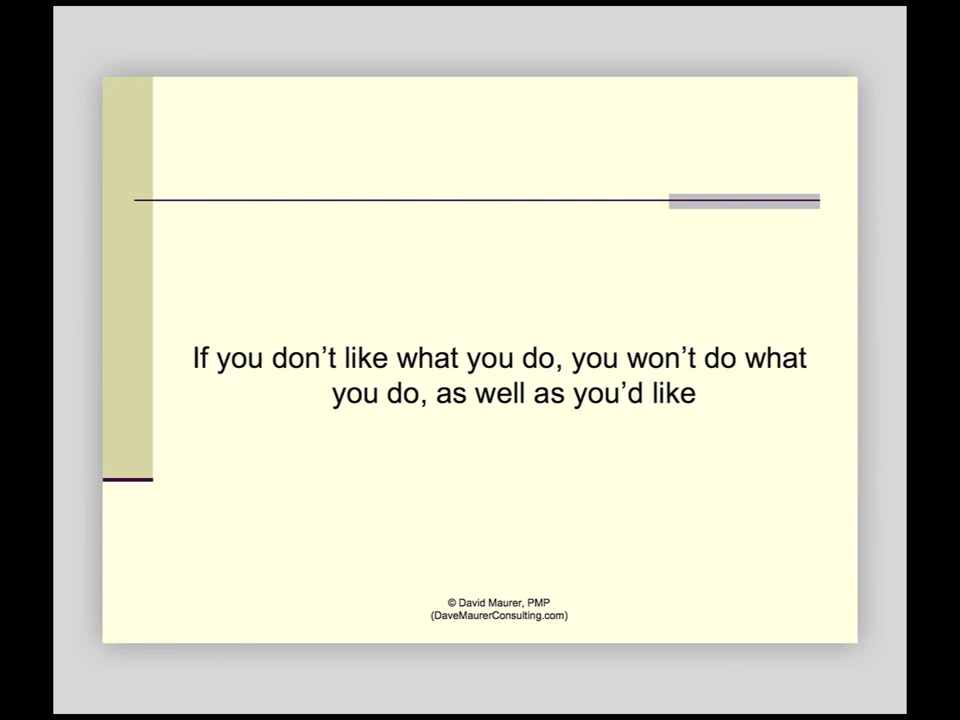 If you don’t like what you do, you won’t do what
you do, as well as you’d like
© David Maurer, PMP
(DaveMaurerConsulting.com)